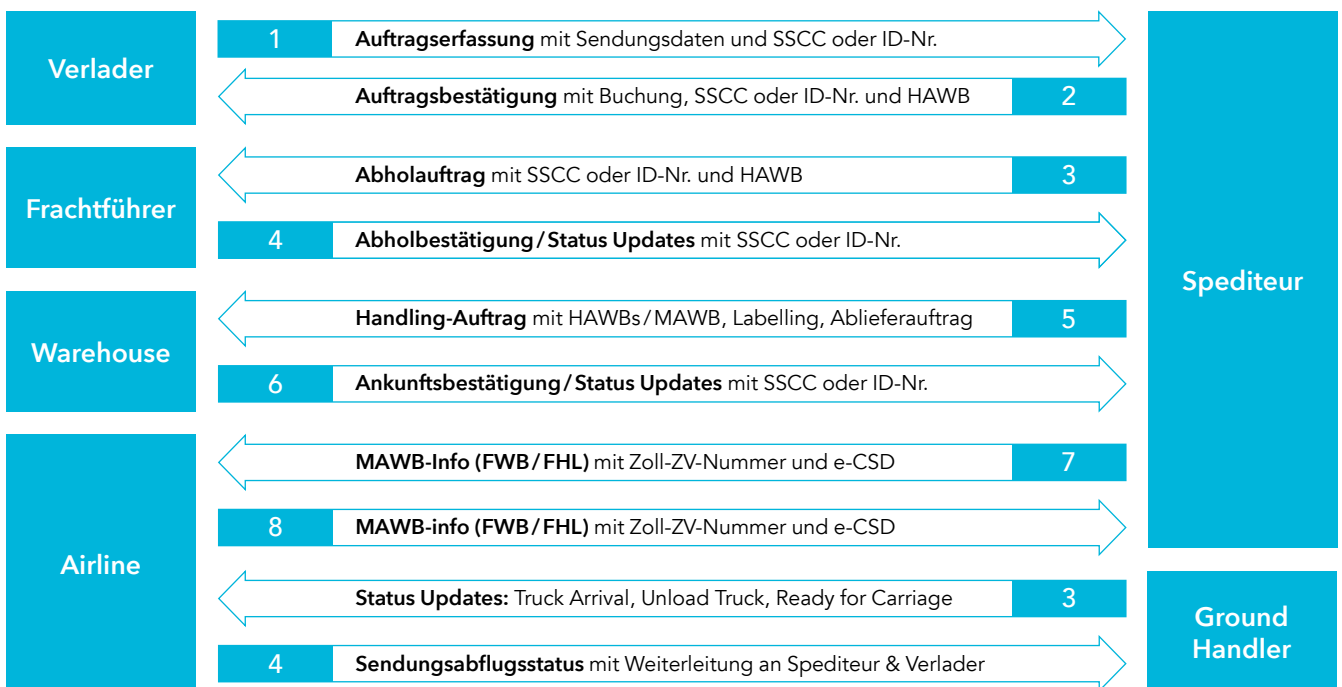 Verlader
1 Auftragserfassung mit Sendungsdaten und SSCC oder ID-Nr.
Auftragsbestätigung mit Buchung, SSCC oder ID-Nr. und HAWB 2
Frachtführer
Abholauftrag mit SSCC oder ID-Nr. und HAWB 3
4 Abholbestätigung/Status Updates mit SSCC oder ID-Nr.
Spediteur
Warehouse
Handling-Auftrag mit HAWBs/MAWB, Labelling, Ablieferauftrag 5
6 Ankunftsbestätigung/Status Updates mit SSCC oder ID-Nr.
Airline
MAWB-Info (FWB/FHL) mit Zoll-ZV-Nummer und e-CSD 7
8 MAWB-info (FWB/FHL) mit Zoll-ZV-Nummer und e-CSD
Status Updates: Truck Arrival, Unload Truck, Ready for Carriage 3
4 Sendungsabflugsstatus mit Weiterleitung an Spediteur & Verlader
Ground
Handler